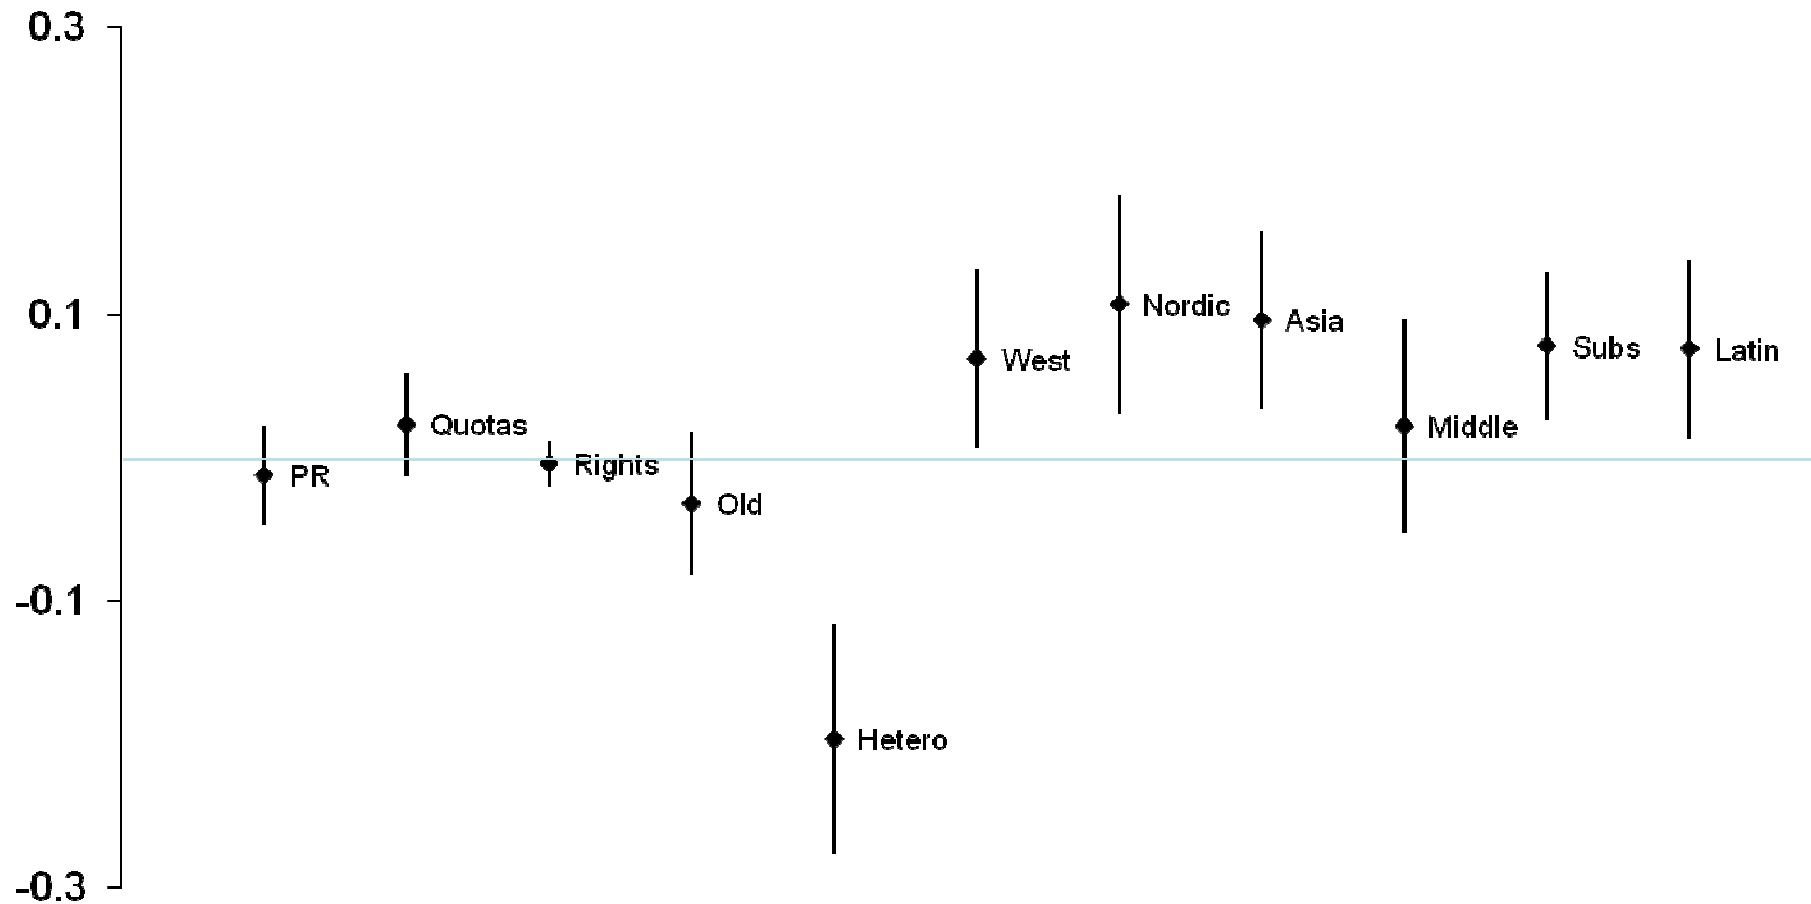 0.3
0.1
-0.1
-0.3
PR
Quotas
Rights
Old
Hetero
West
Nordic
Asia
Middle
Subs
Latin